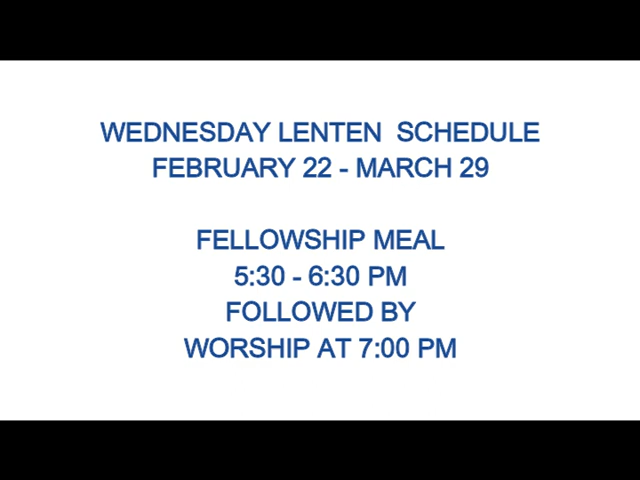 WEDNESDAY LENTEN  SCHEDULE
FEBRUARY 22 - MARCH 29
FELLOWSHIP MEAL
5:30 - 6:30 PM
FOLLOWED BY
WORSHIP AT 7:00 PM